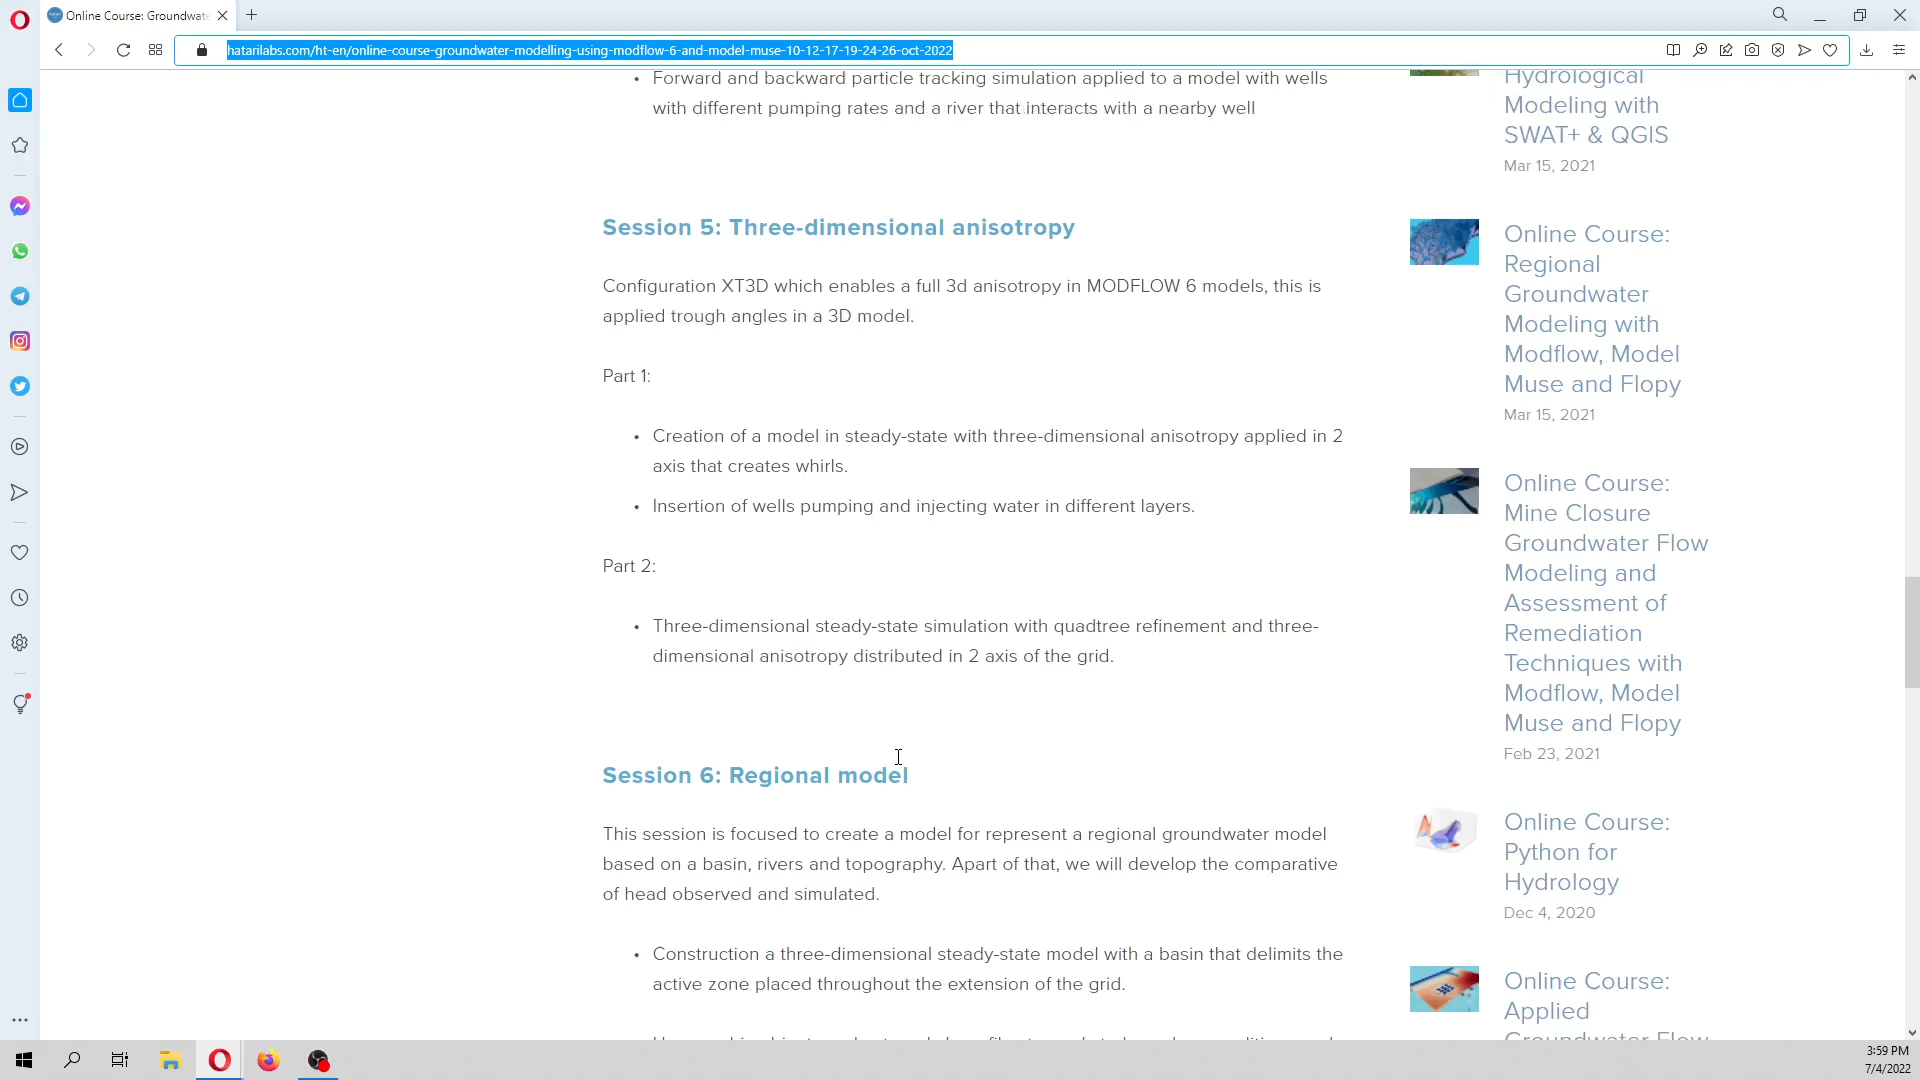 Online Course: Groundwate
hatarilabs.com/ht-en/online-course-groundwater-modelling-using-modflow-6-and-model-muse-10-12-17-19-24-26-oct-2022
• Forward and backward particle tracking simulation applied to a model with wells
with different pumping rates and a river that interacts with a nearby well
Session 5: Three-dimensional anisotropy
Configuration XT3D which enables a full 3d anisotropy in MODFLOW 6 models, this is
applied trough angles in a 3D model.
Part 1:
• Creation of a model in steady-state with three-dimensional anisotropy applied in 2
axis that creates whirls.
• Insertion of wells pumping and injecting water in different layers.
Part 2:
• Three-dimensional steady-state simulation with quadtree refinement and three-
dimensional anisotropy distributed in 2 axis of the grid.
Session 6: Regional model
This session is focused to create a model for represent a regional groundwater model
based on a basin, rivers and topography. Apart of that, we will develop the comparative
of head observed and simulated.
• Construction a three-dimensional steady-state model with a basin that delimits the
active zone placed throughout the extension of the grid.
Hydrological
Modeling with
SWAT+ & QGIS
Mar 15, 2021
Online Course:
Regional
Groundwater
Modeling with
Modflow, Model
Muse and Flopy
Mar 15, 2021
Online Course:
Mine Closure
Groundwater Flow
Modeling and
Assessment of
Remediation
Techniques with
Modflow, Model
Muse and Flopy
Feb 23, 2021
Online Course:
Python for
Hydrology
Dec 4, 2020
Online Course:
Applied
Groundwater Flow
3:59 PM
7/4/2022